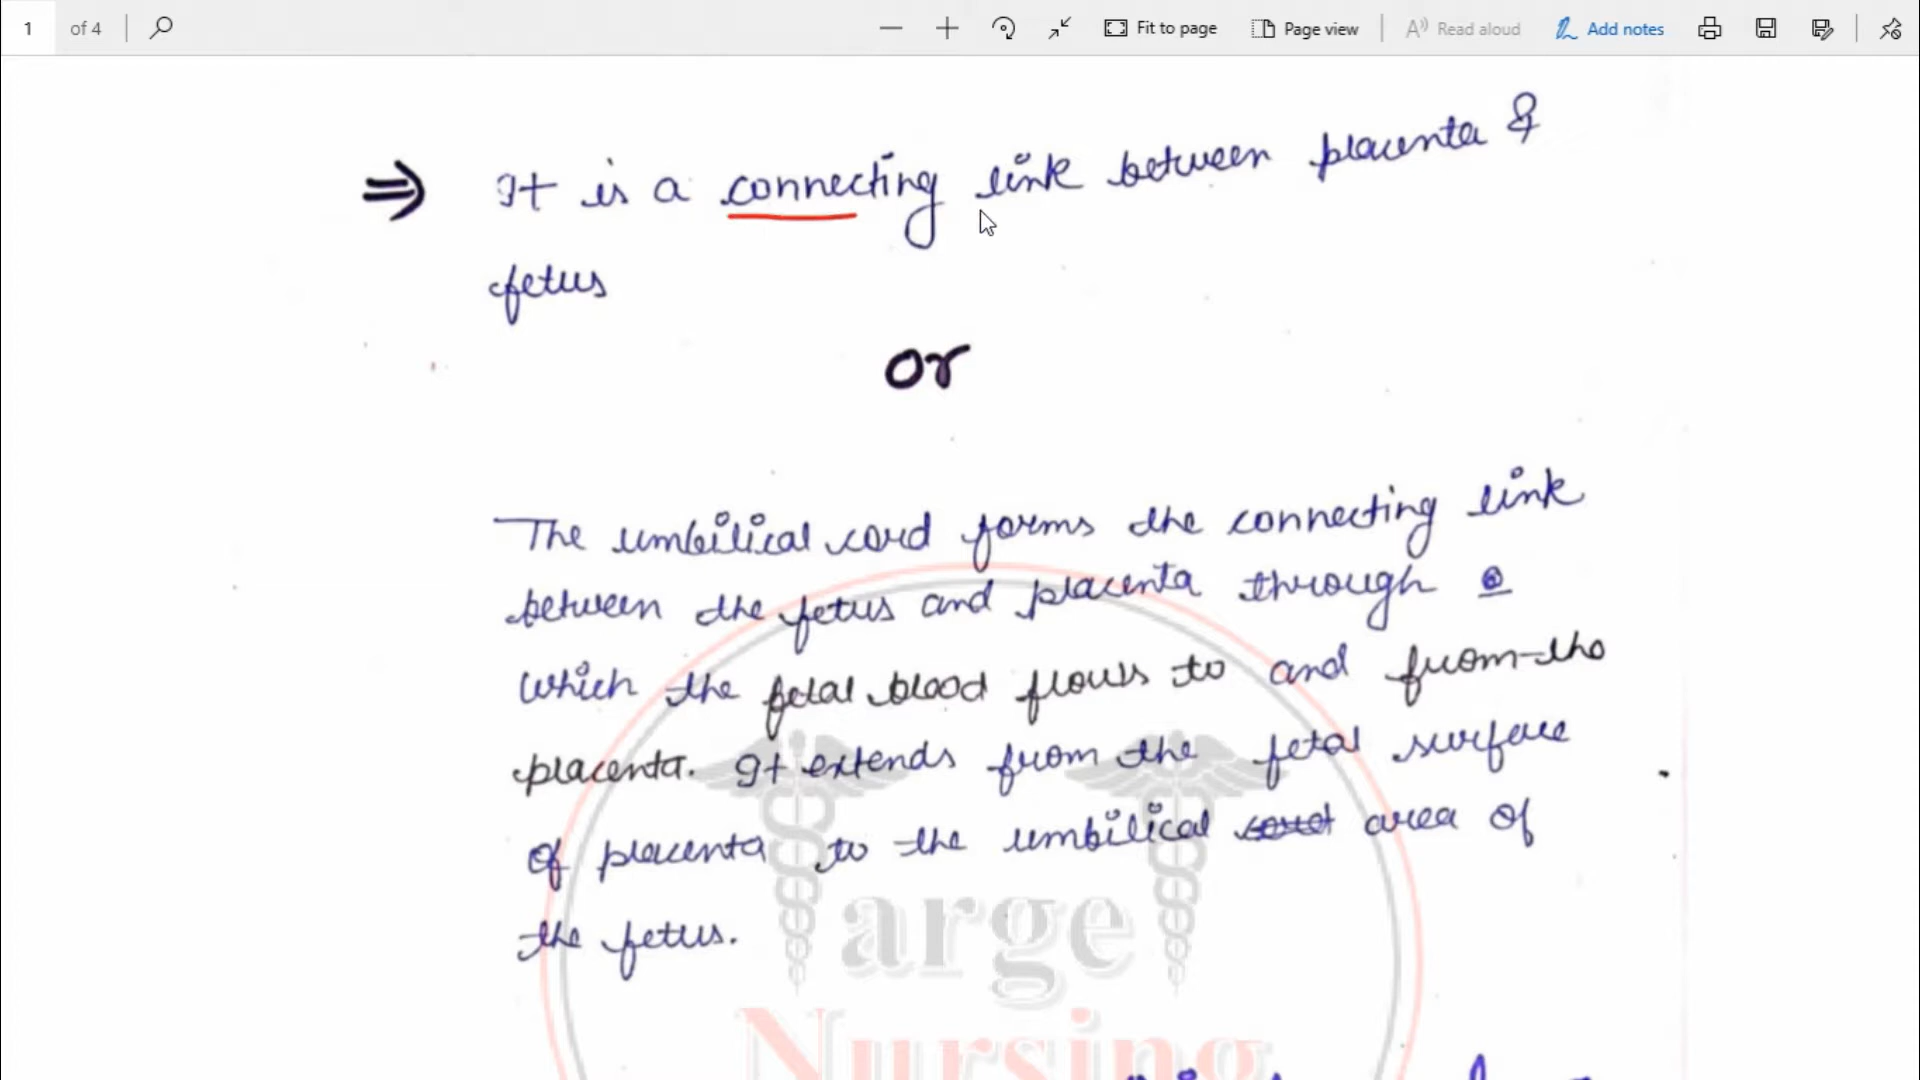 1 of 4 Fit to page Page view Read aloud Add notes
⇒ It is a connecting link between placenta &
fetus
or
The umbilical cord forms the connecting link
between the fetus and placenta through
which the fetal blood flows to and from the
placenta. It extends from the fetal surface
of placenta to the umbilical area of
the fetus.
arge
Nursing